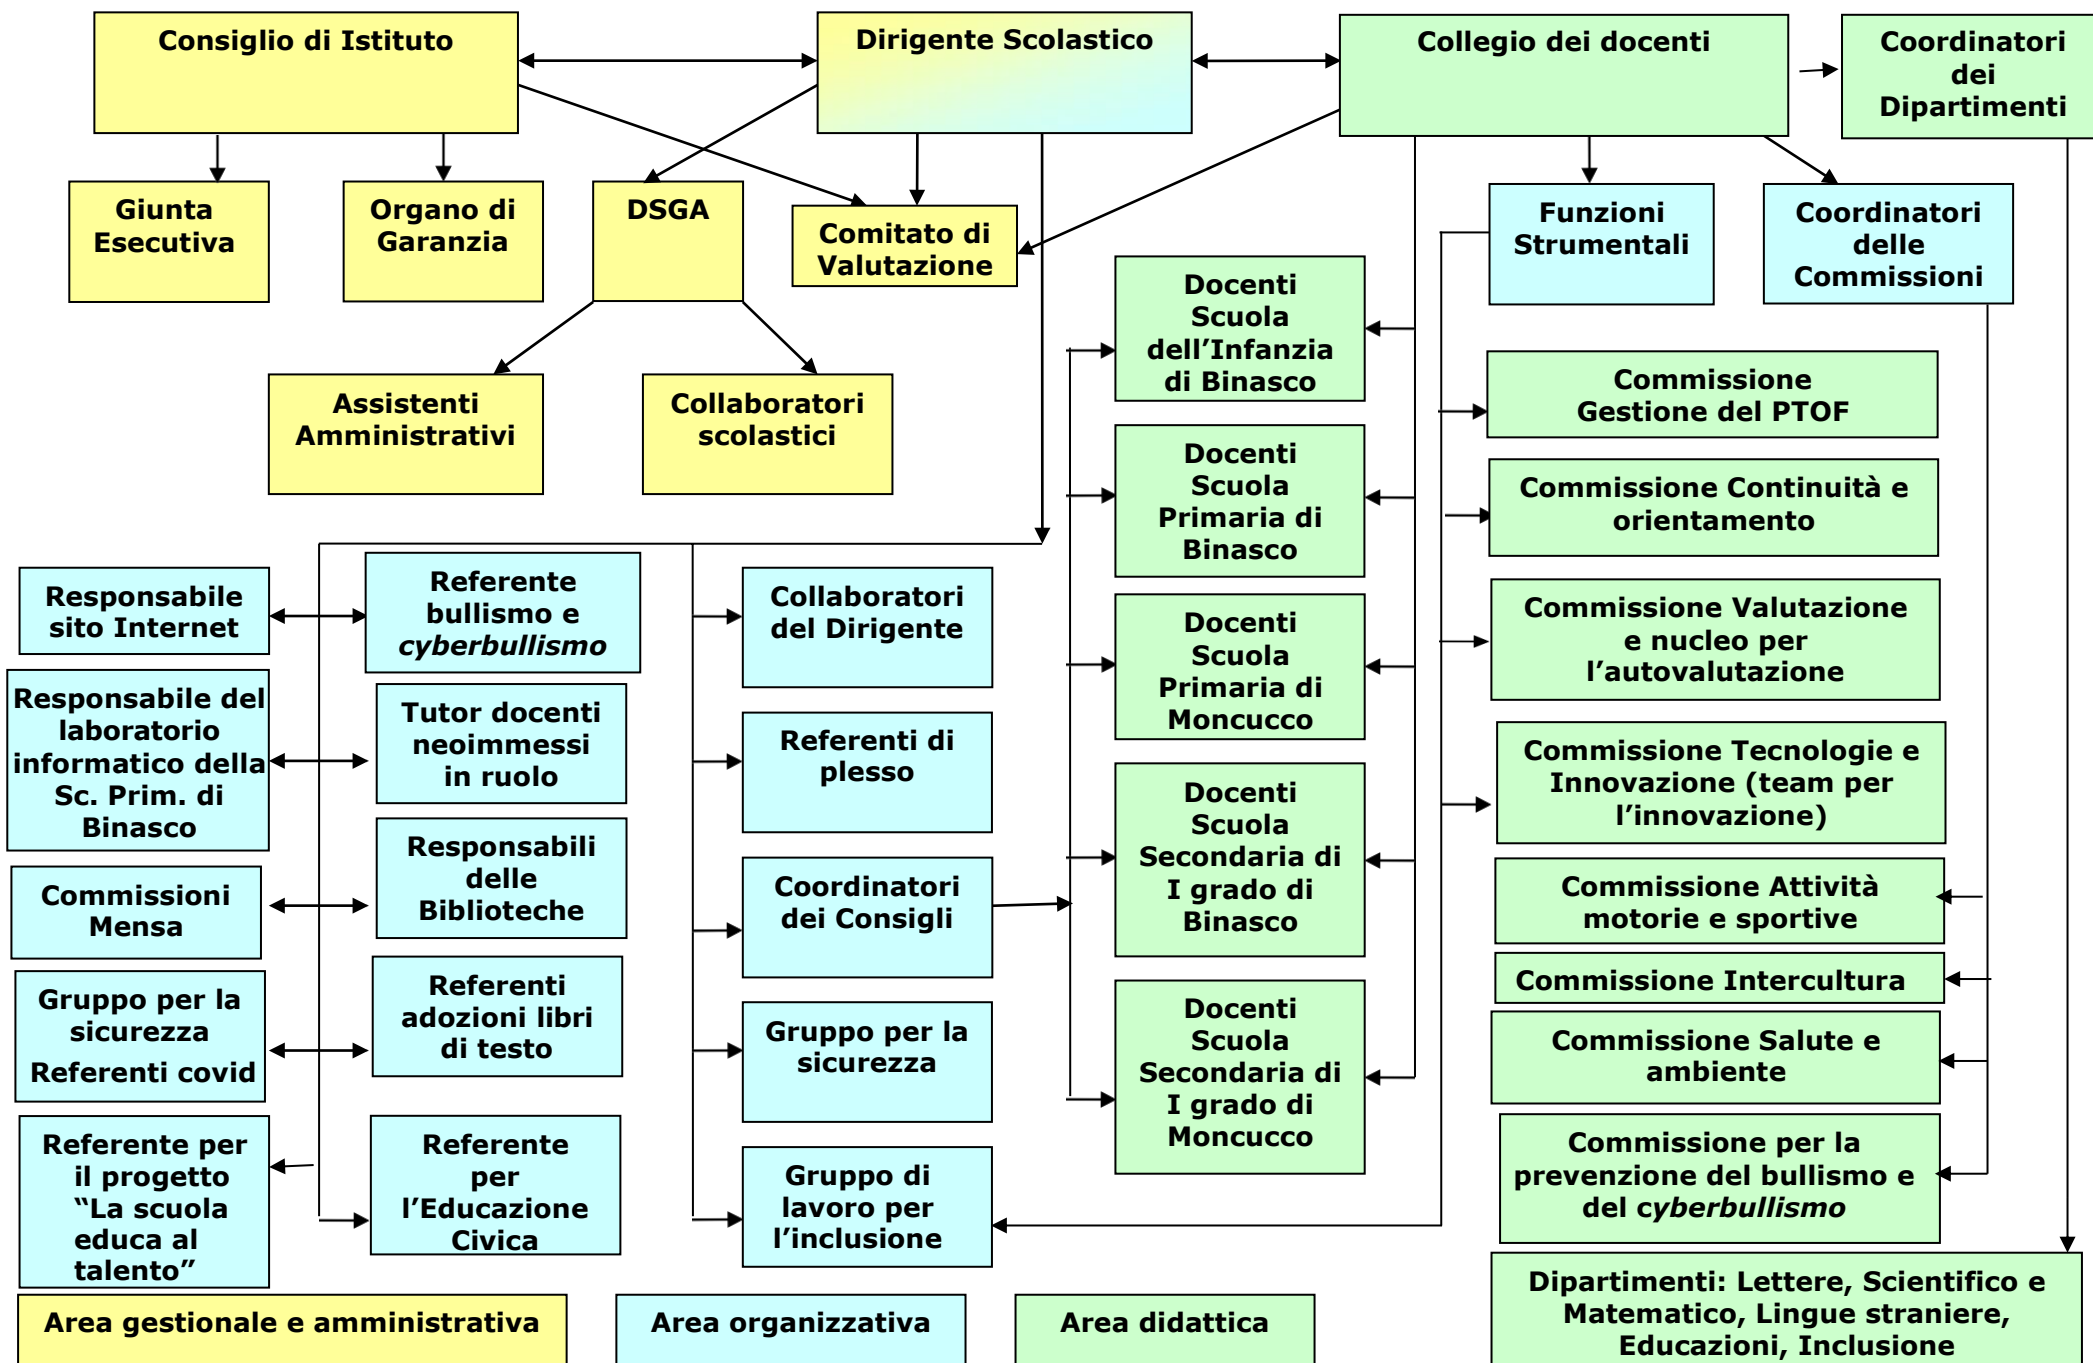 Consiglio di Istituto
Dirigente Scolastico
Collegio dei docenti
Coordinatori
dei
Dipartimenti
Giunta
Esecutiva
Organo di
Garanzia
DSGA
Comitato di
Valutazione
Funzioni
Strumentali
Coordinatori
delle
Commissioni
Assistenti
Amministrativi
Collaboratori
scolastici
Docenti
Scuola
dell’Infanzia
di Binasco
Docenti
Scuola
Primaria di
Binasco
Docenti
Scuola
Primaria di
Moncucco
Docenti
Scuola
Secondaria di
I grado di
Binasco
Docenti
Scuola
Secondaria di
I grado di
Moncucco
Commissione
Gestione del PTOF
Commissione Continuità e
orientamento
Commissione Valutazione
e nucleo per
l’autovalutazione
Commissione Tecnologie e
Innovazione (team per
l’innovazione)
Commissione Attività
motorie e sportive
Commissione Intercultura
Commissione Salute e
ambiente
Commissione per la
prevenzione del bullismo e
del cyberbullismo
Dipartimenti: Lettere, Scientifico e
Matematico, Lingue straniere,
Educazioni, Inclusione
Responsabile
sito Internet
Responsabile del
laboratorio
informatico della
Sc. Prim. di
Binasco
Commissioni
Mensa
Gruppo per la
sicurezza
Referenti covid
Referente per
il progetto
“La scuola
educa al
talento”
Referente
bullismo e
cyberbullismo
Tutor docenti
neoimmessi
in ruolo
Responsabili
delle
Biblioteche
Referenti
adozioni libri
di testo
Referente
per
l’Educazione
Civica
Collaboratori
del Dirigente
Referenti di
plesso
Coordinatori
dei Consigli
Gruppo per la
sicurezza
Gruppo di
lavoro per
l’inclusione
Area gestionale e amministrativa
Area organizzativa
Area didattica